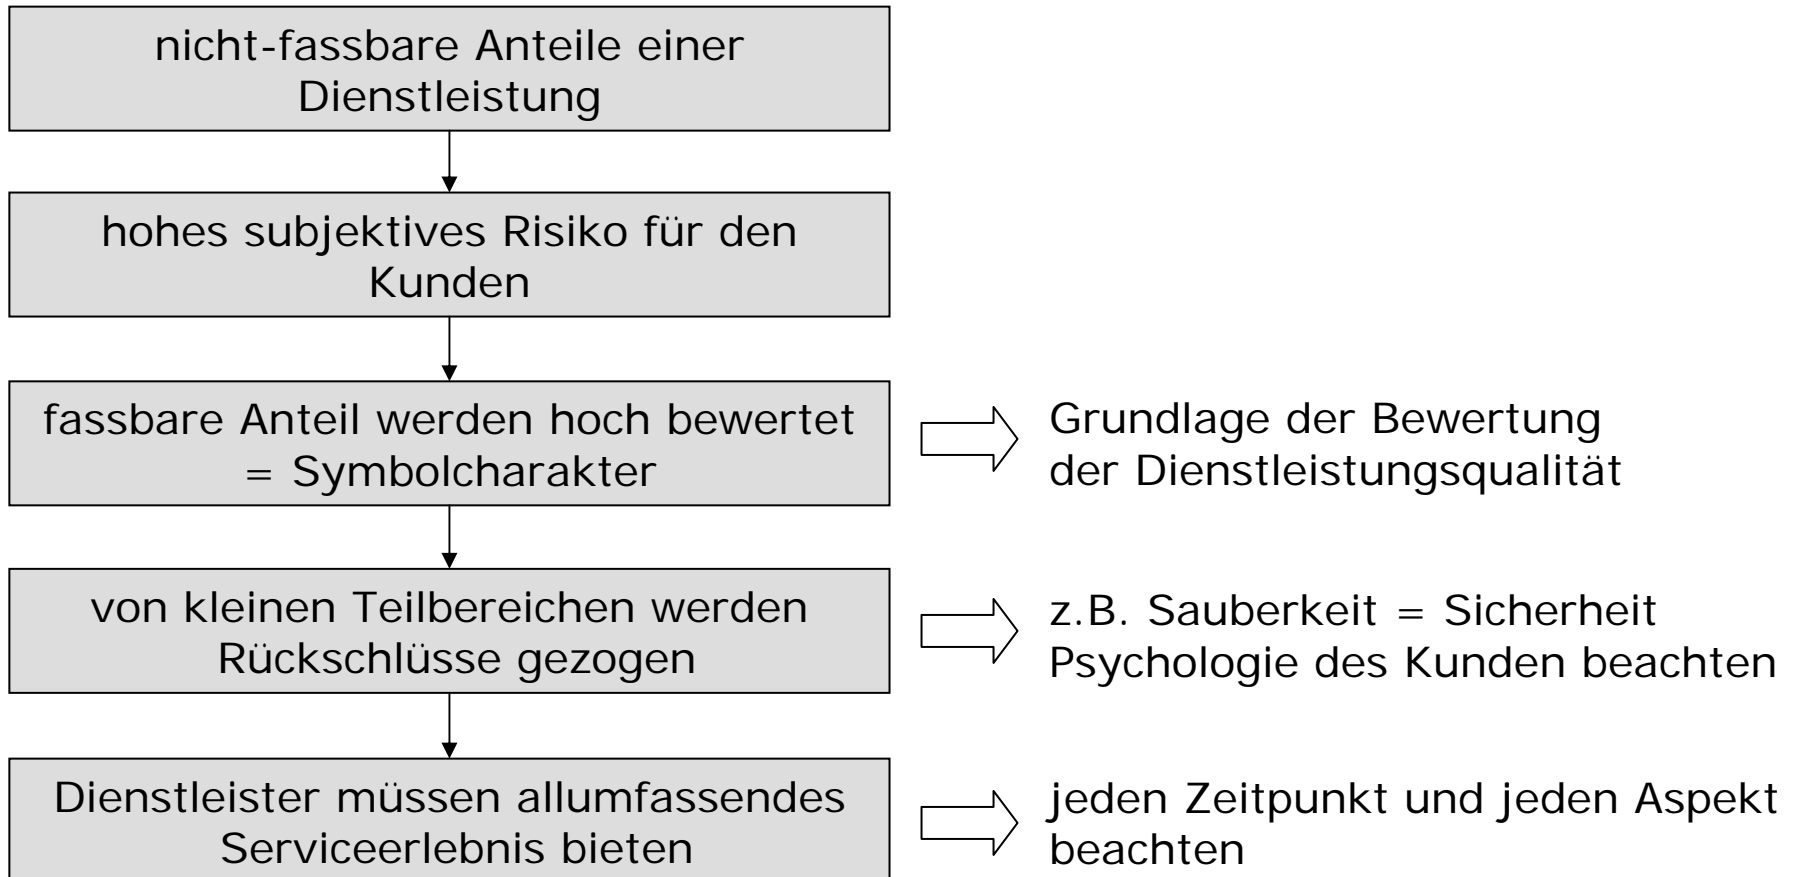 nicht-fassbare Anteile einer
Dienstleistung
hohes subjektives Risiko für den
Kunden
fassbare Anteil werden hoch bewertet
= Symbolcharakter
Grundlage der Bewertung
der Dienstleistungsqualität
von kleinen Teilbereichen werden
Rückschlüsse gezogen
z.B. Sauberkeit = Sicherheit
Psychologie des Kunden beachten
Dienstleister müssen allumfassendes
Serviceerlebnis bieten
jeden Zeitpunkt und jeden Aspekt
beachten